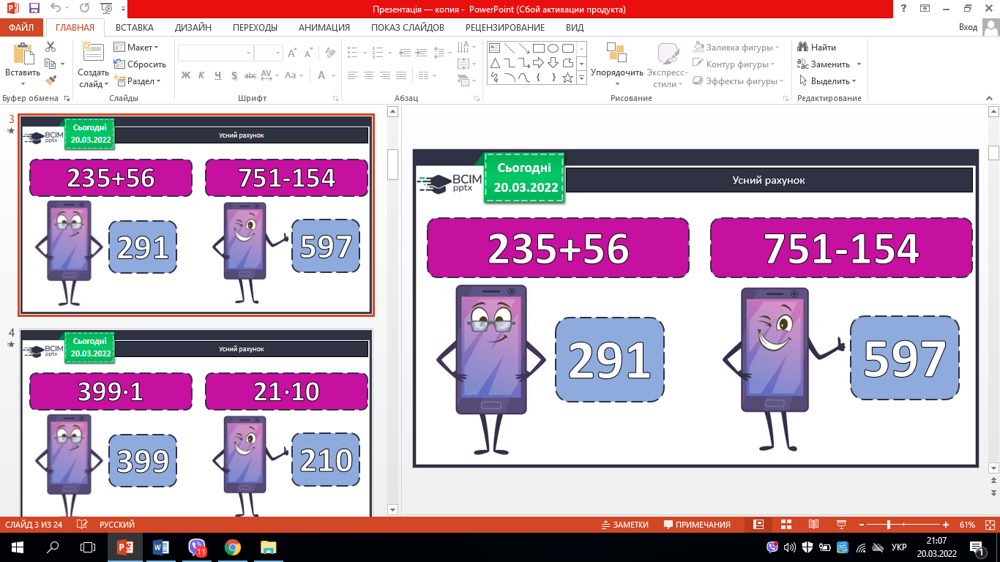 Презентація — копия - PowerPoint (Сбой активации продукта)
ФАЙЛ ГЛАВНАЯ ВСТАВКА ДИЗАЙН ПЕРЕХОДЫ АНИМАЦИЯ ПОКАЗ СЛАЙДОВ РЕЦЕНЗИРОВАНИЕ ВИД Вход
Вставить
Создать слайд
Макет
Сбросить
Раздел
Ж К Ч S abc AV Aa A
Упорядочить
Экспресс-стили
Заливка фигуры
Контур фигуры
Эффекты фигуры
Найти
Заменить
Выделить
Буфер обмена Слайды Шрифт Абзац Рисование Редактирование
3
Сьогодні
20.03.2022
BCIM
pptx
Усний рахунок
235+56 751-154
291 597
4
Сьогодні
20.03.2022
BCIM
pptx
Усний рахунок
399·1 21·10
399 210
Сьогодні
20.03.2022
BCIM
pptx
Усний рахунок
235+56 751-154
291 597
СЛАЙД 3 ИЗ 24 РУССКИЙ ЗАМЕТКИ ПРИМЕЧАНИЯ 61%
11
УКР
21:07
20.03.2022
1